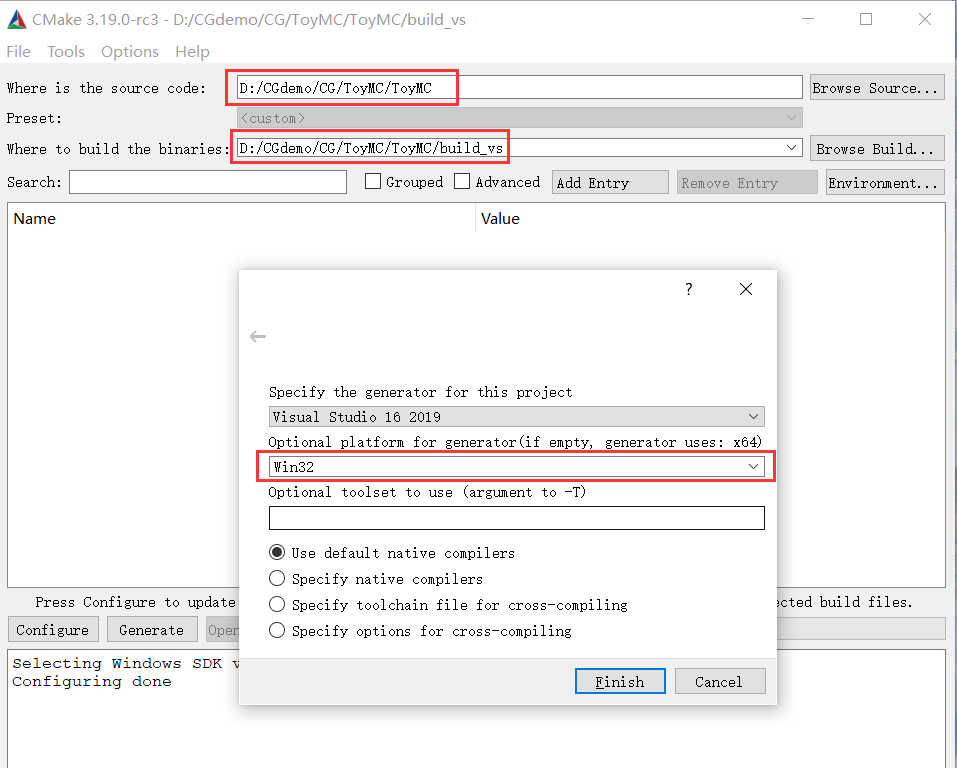 CMake 3.19.0-rc3 - D:/CGdemo/CG/ToyMC/ToyMC/build_vs
File Tools Options Help
Where is the source code: D:/CGdemo/CG/ToyMC/ToyMC Browse Source...
Preset: <custom>
Where to build the binaries: D:/CGdemo/CG/ToyMC/ToyMC/build_vs Browse Build...
Search: Grouped Advanced Add Entry Remove Entry Environment...
Name Value
?
Specify the generator for this project
Visual Studio 16 2019
Optional platform for generator(if empty, generator uses: x64)
Win32
Optional toolset to use (argument to -T)
Use default native compilers
Specify native compilers
Specify toolchain file for cross-compiling
Specify options for cross-compiling
Finish Cancel
Press Configure to update ected build files.
Configure Generate Open
Selecting Windows SDK v
Configuring done